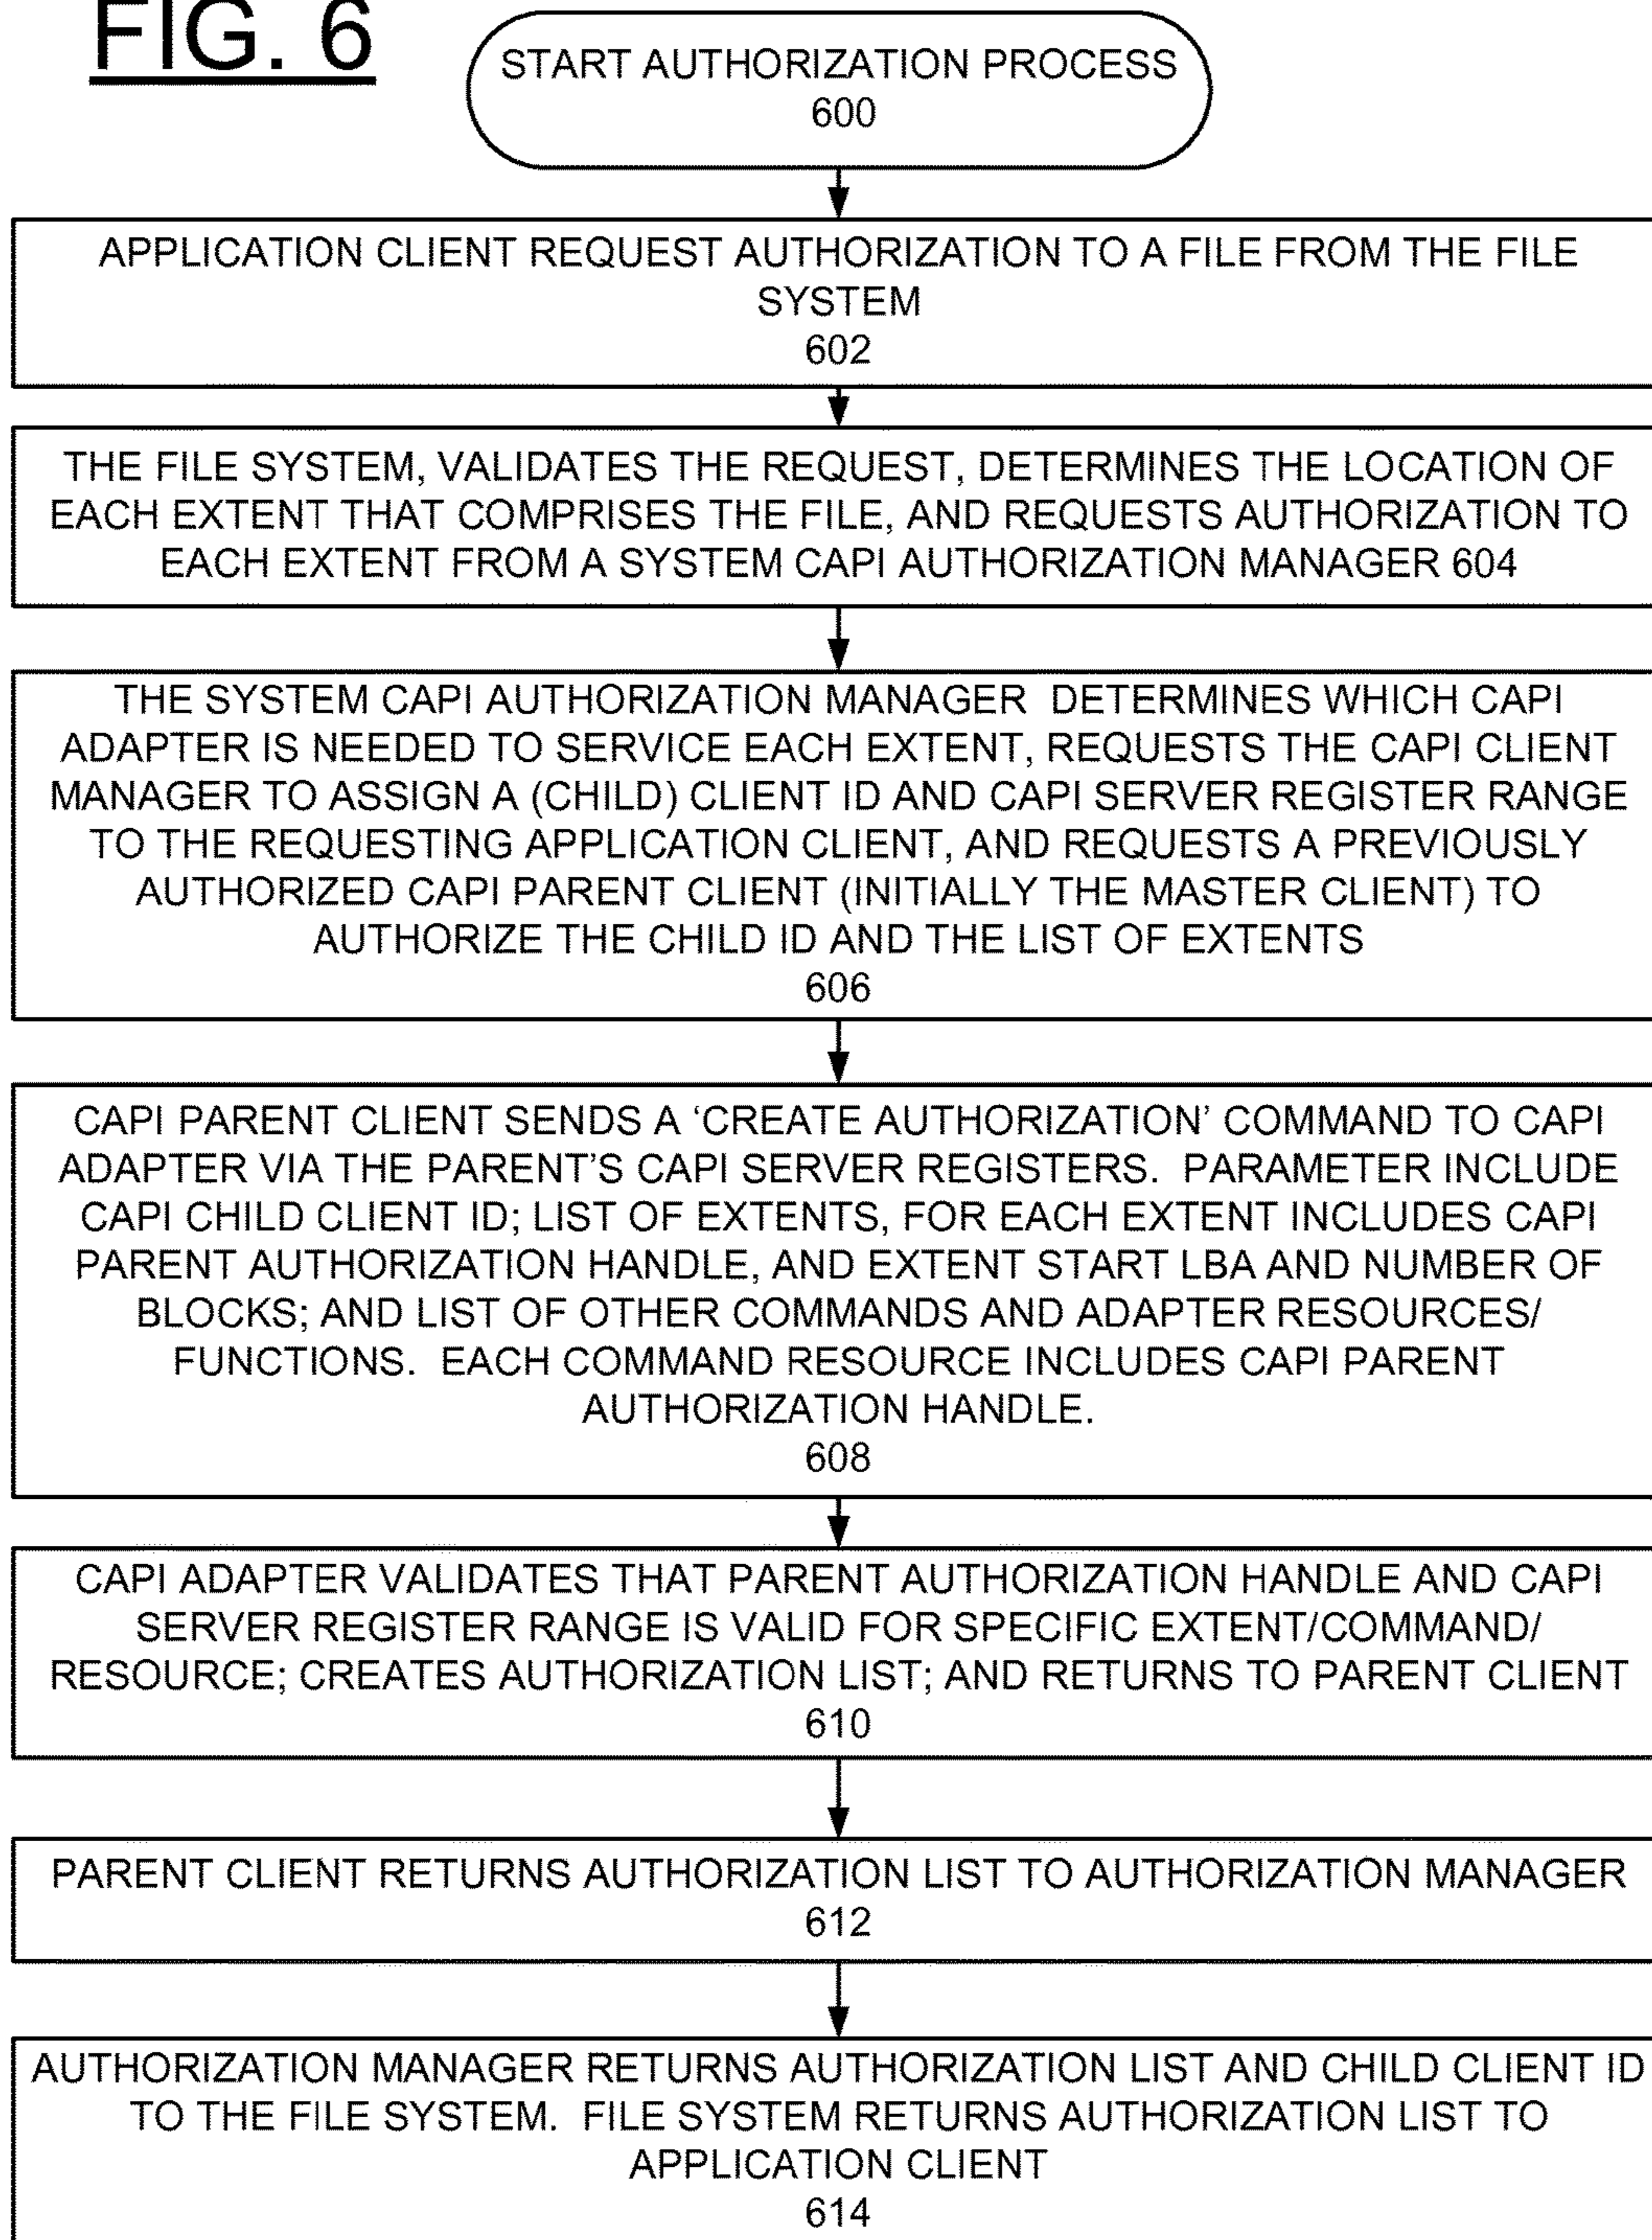 FIG. 6
START AUTHORIZATION PROCESS
600
APPLICATION CLIENT REQUEST AUTHORIZATION TO A FILE FROM THE FILE
SYSTEM
602
THE FILE SYSTEM, VALIDATES THE REQUEST, DETERMINES THE LOCATION OF
EACH EXTENT THAT COMPRISES THE FILE, AND REQUESTS AUTHORIZATION TO
EACH EXTENT FROM A SYSTEM CAPI AUTHORIZATION MANAGER 604
THE SYSTEM CAPI AUTHORIZATION MANAGER DETERMINES WHICH CAPI
ADAPTER IS NEEDED TO SERVICE EACH EXTENT, REQUESTS THE CAPI CLIENT
MANAGER TO ASSIGN A (CHILD) CLIENT ID AND CAPI SERVER REGISTER RANGE
TO THE REQUESTING APPLICATION CLIENT, AND REQUESTS A PREVIOUSLY
AUTHORIZED CAPI PARENT CLIENT (INITIALLY THE MASTER CLIENT) TO
AUTHORIZE THE CHILD ID AND THE LIST OF EXTENTS
606
CAPI PARENT CLIENT SENDS A ‘CREATE AUTHORIZATION’ COMMAND TO CAPI
ADAPTER VIA THE PARENT’S CAPI SERVER REGISTERS. PARAMETER INCLUDE
CAPI CHILD CLIENT ID; LIST OF EXTENTS, FOR EACH EXTENT INCLUDES CAPI
PARENT AUTHORIZATION HANDLE, AND EXTENT START LBA AND NUMBER OF
BLOCKS; AND LIST OF OTHER COMMANDS AND ADAPTER RESOURCES/
FUNCTIONS. EACH COMMAND RESOURCE INCLUDES CAPI PARENT
AUTHORIZATION HANDLE.
608
CAPI ADAPTER VALIDATES THAT PARENT AUTHORIZATION HANDLE AND CAPI
SERVER REGISTER RANGE IS VALID FOR SPECIFIC EXTENT/COMMAND/
RESOURCE; CREATES AUTHORIZATION LIST; AND RETURNS TO PARENT CLIENT
610
PARENT CLIENT RETURNS AUTHORIZATION LIST TO AUTHORIZATION MANAGER
612
AUTHORIZATION MANAGER RETURNS AUTHORIZATION LIST AND CHILD CLIENT ID
TO THE FILE SYSTEM. FILE SYSTEM RETURNS AUTHORIZATION LIST TO
APPLICATION CLIENT
614